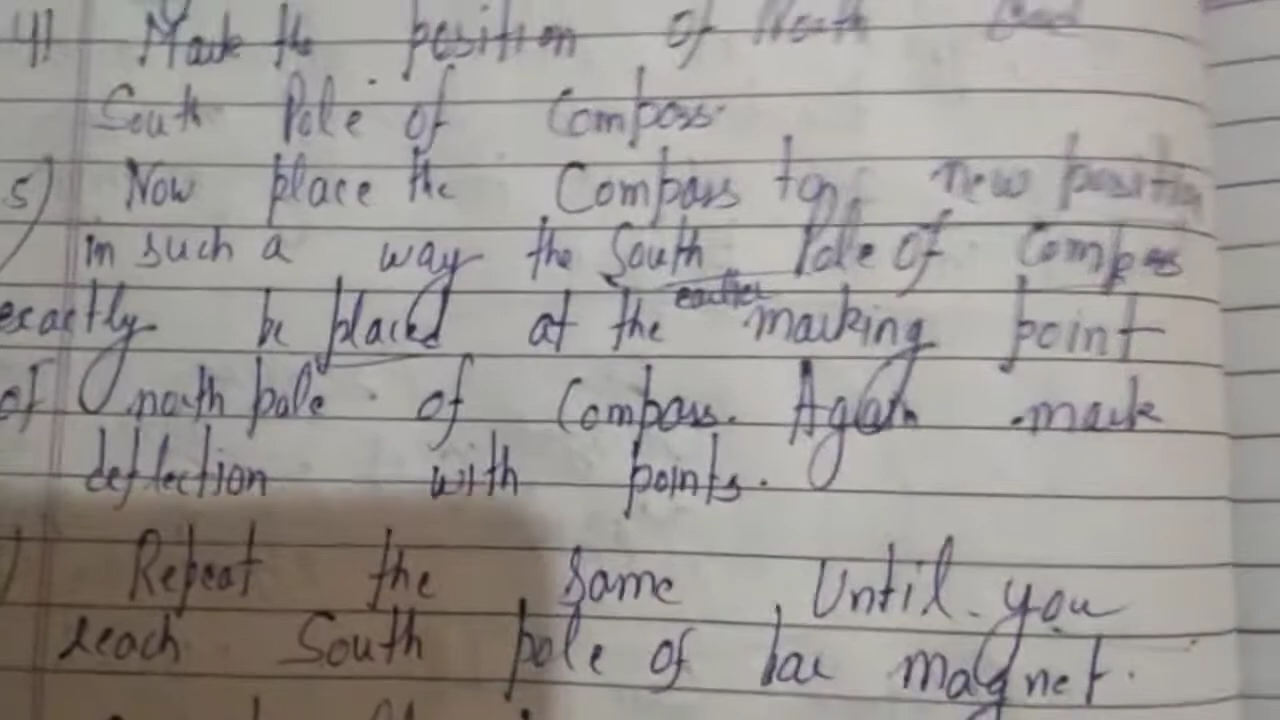 4) Mark the position of North and
South Pole of Compass.
5) Now place the Compass to new position
in such a way the South Pole of Compass
exactly be placed at the earlier marking point
of north pole of Compass. Again mark
deflection with points.
) Repeat the same Until you
reach South pole of bar magnet.